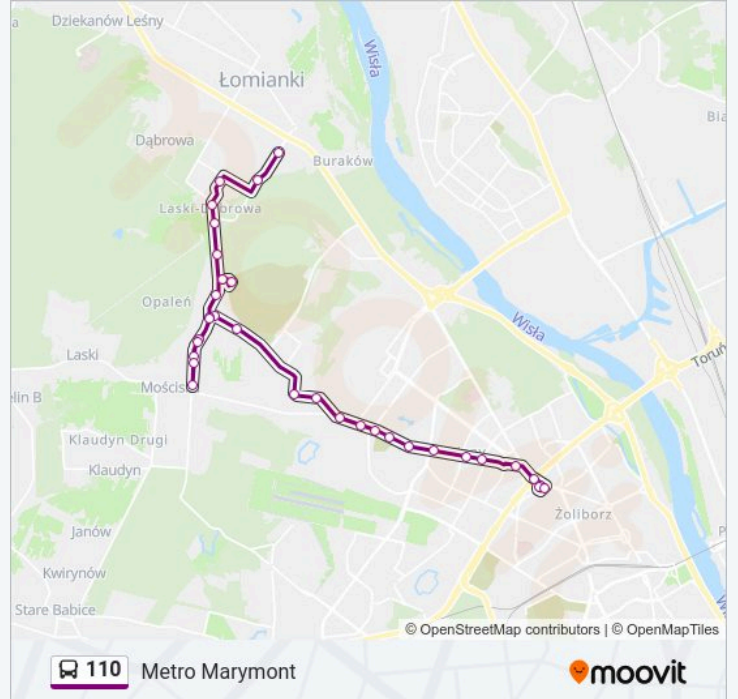 Dziekanów Leśny
a
Łomianki
Wisła
Bia
Dąbrowa
Buraków
Laski-Dąbrowa
Opaleń
Wisła
Laski
Toruń
elin B
Mościs
Klaudyn Drugi
Klaudyn
Żoliborz
Janów
P
Kwirynów
Stare Babice
W
© OpenStreetMap contributors | © OpenMapTiles
110 Metro Marymont
moovit